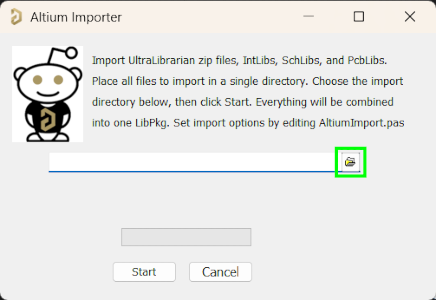 Altium Importer
Import UltraLibrarian zip files, IntLibs, SchLibs, and PcbLibs.
Place all files to import in a single directory. Choose the import
directory below, then click Start. Everything will be combined
into one LibPkg. Set import options by editing AltiumImport.pas
Start
Cancel